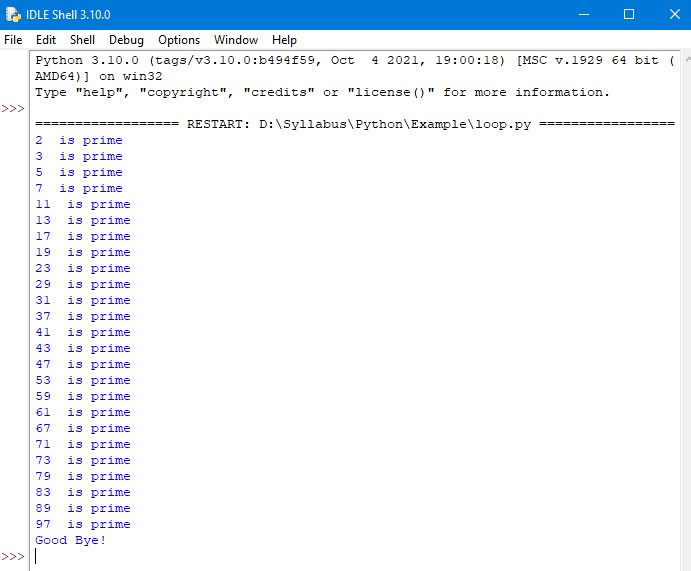 IDLE Shell 3.10.0
File Edit Shell Debug Options Window Help
Python 3.10.0 (tags/v3.10.0:b494f59, Oct  4 2021, 19:00:18) [MSC v.1929 64 bit (
AMD64)] on win32
Type "help", "copyright", "credits" or "license()" for more information.
>>>
================== RESTART: D:\Syllabus\Python\Example\loop.py =================
2  is prime
3  is prime
5  is prime
7  is prime
11  is prime
13  is prime
17  is prime
19  is prime
23  is prime
29  is prime
31  is prime
37  is prime
41  is prime
43  is prime
47  is prime
53  is prime
59  is prime
61  is prime
67  is prime
71  is prime
73  is prime
79  is prime
83  is prime
89  is prime
97  is prime
Good Bye!
>>>